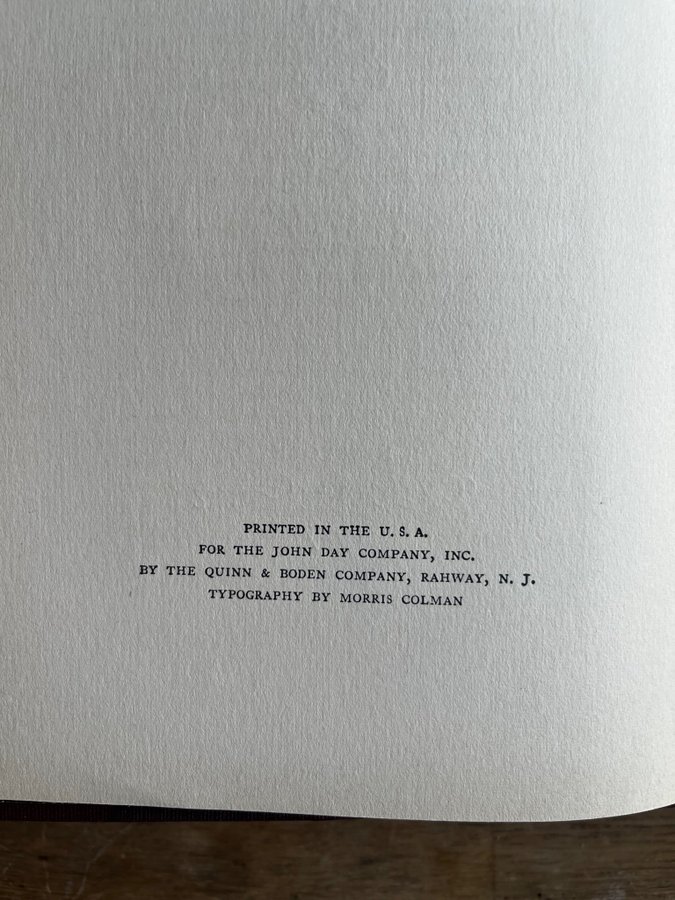 PRINTED IN THE U. S. A.
FOR THE JOHN DAY COMPANY, INC.
BY THE QUINN & BODEN COMPANY, RAHWAY, N. J.
TYPOGRAPHY BY MORRIS COLMAN